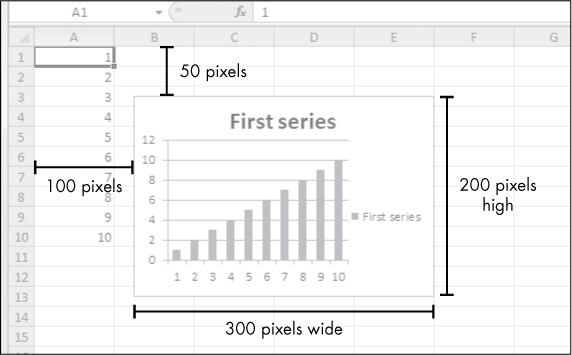 A1 fx 1
A B C D E F G
1 1
2 2
50 pixels
3 3
First series
4 4
12
5 5
10
6 6
8
7 7
100 pixels
6
200 pixels
high
8 8
4
First series
9 9
2
10 10
0
1 2 3 4 5 6 7 8 9 10
11
12
13
14
300 pixels wide
15